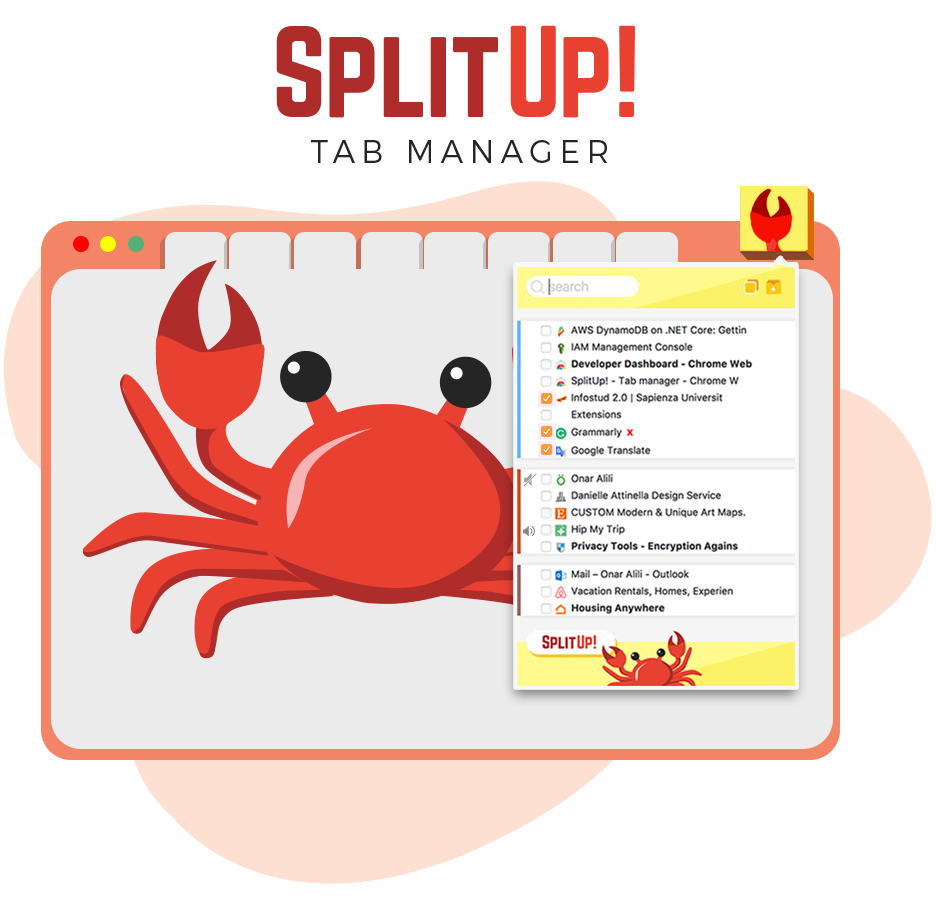 SPLITUP!
TAB MANAGER
search
AWS DynamoDB on .NET Core: Gettin
IAM Management Console
Developer Dashboard - Chrome Web
SplitUp! - Tab manager - Chrome W
Infostud 2.0 | Sapienza Universit
Extensions
Grammarly x
Google Translate
Onar Alili
Danielle Attinella Design Service
CUSTOM Modern & Unique Art Maps.
Hip My Trip
Privacy Tools - Encryption Agains
Mail – Onar Alili - Outlook
Vacation Rentals, Homes, Experien
Housing Anywhere
SPLITUP!